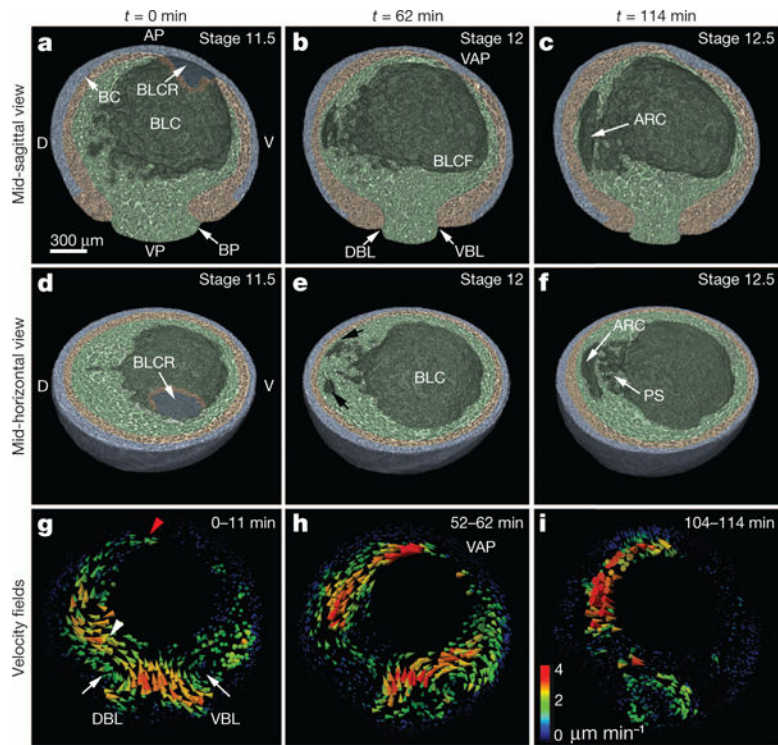 t = 0 min t = 62 min t = 114 min
Mid-sagittal view
a AP Stage 11.5
BC BLCR
BLC
D V
300 μm
VP BP
b Stage 12
VAP
BLCF
DBL VBL
c Stage 12.5
ARC
Mid-horizontal view
d Stage 11.5
BLCR
D V
e Stage 12
BLC
f Stage 12.5
ARC
PS
Velocity fields
g 0–11 min
DBL VBL
h 52–62 min
VAP
i 104–114 min
4
2
0 μm min⁻¹